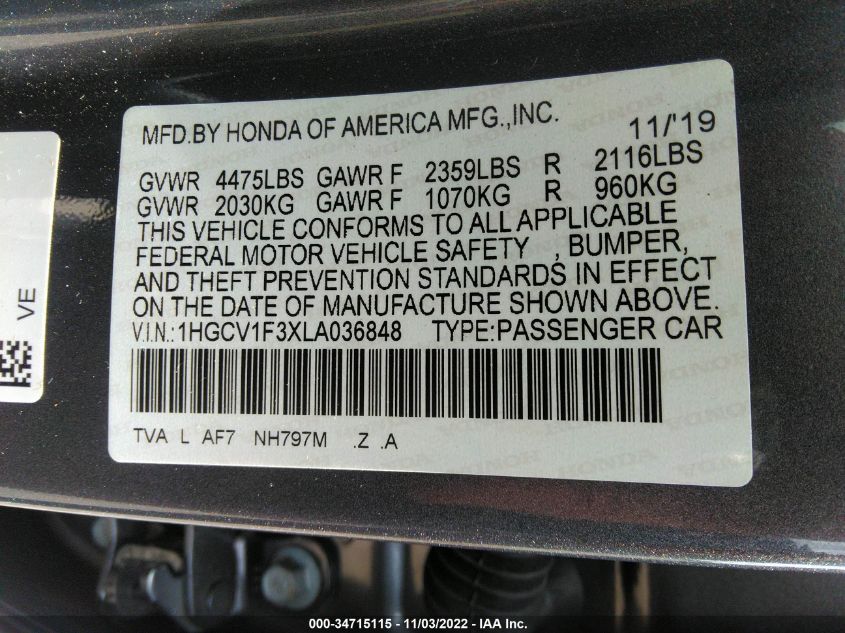 MFD.BY HONDA OF AMERICA MFG.,INC. 11/'19
GVWR 4475LBS GAWR F 2359LBS R 2116LBS
GVWR 2030KG GAWR F 1070KG R 960KG
THIS VEHICLE CONFORMS TO ALL APPLICABLE
FEDERAL MOTOR VEHICLE SAFETY , BUMPER,
AND THEFT PREVENTION STANDARDS IN EFFECT
ON THE DATE OF MANUFACTURE SHOWN ABOVE.
V.I.N.:1HGCV1F3XLA036848 TYPE:PASSENGER CAR
TVA L AF7 NH797M .Z .A
VE
000-34715115 - 11/03/2022 - IAA Inc.